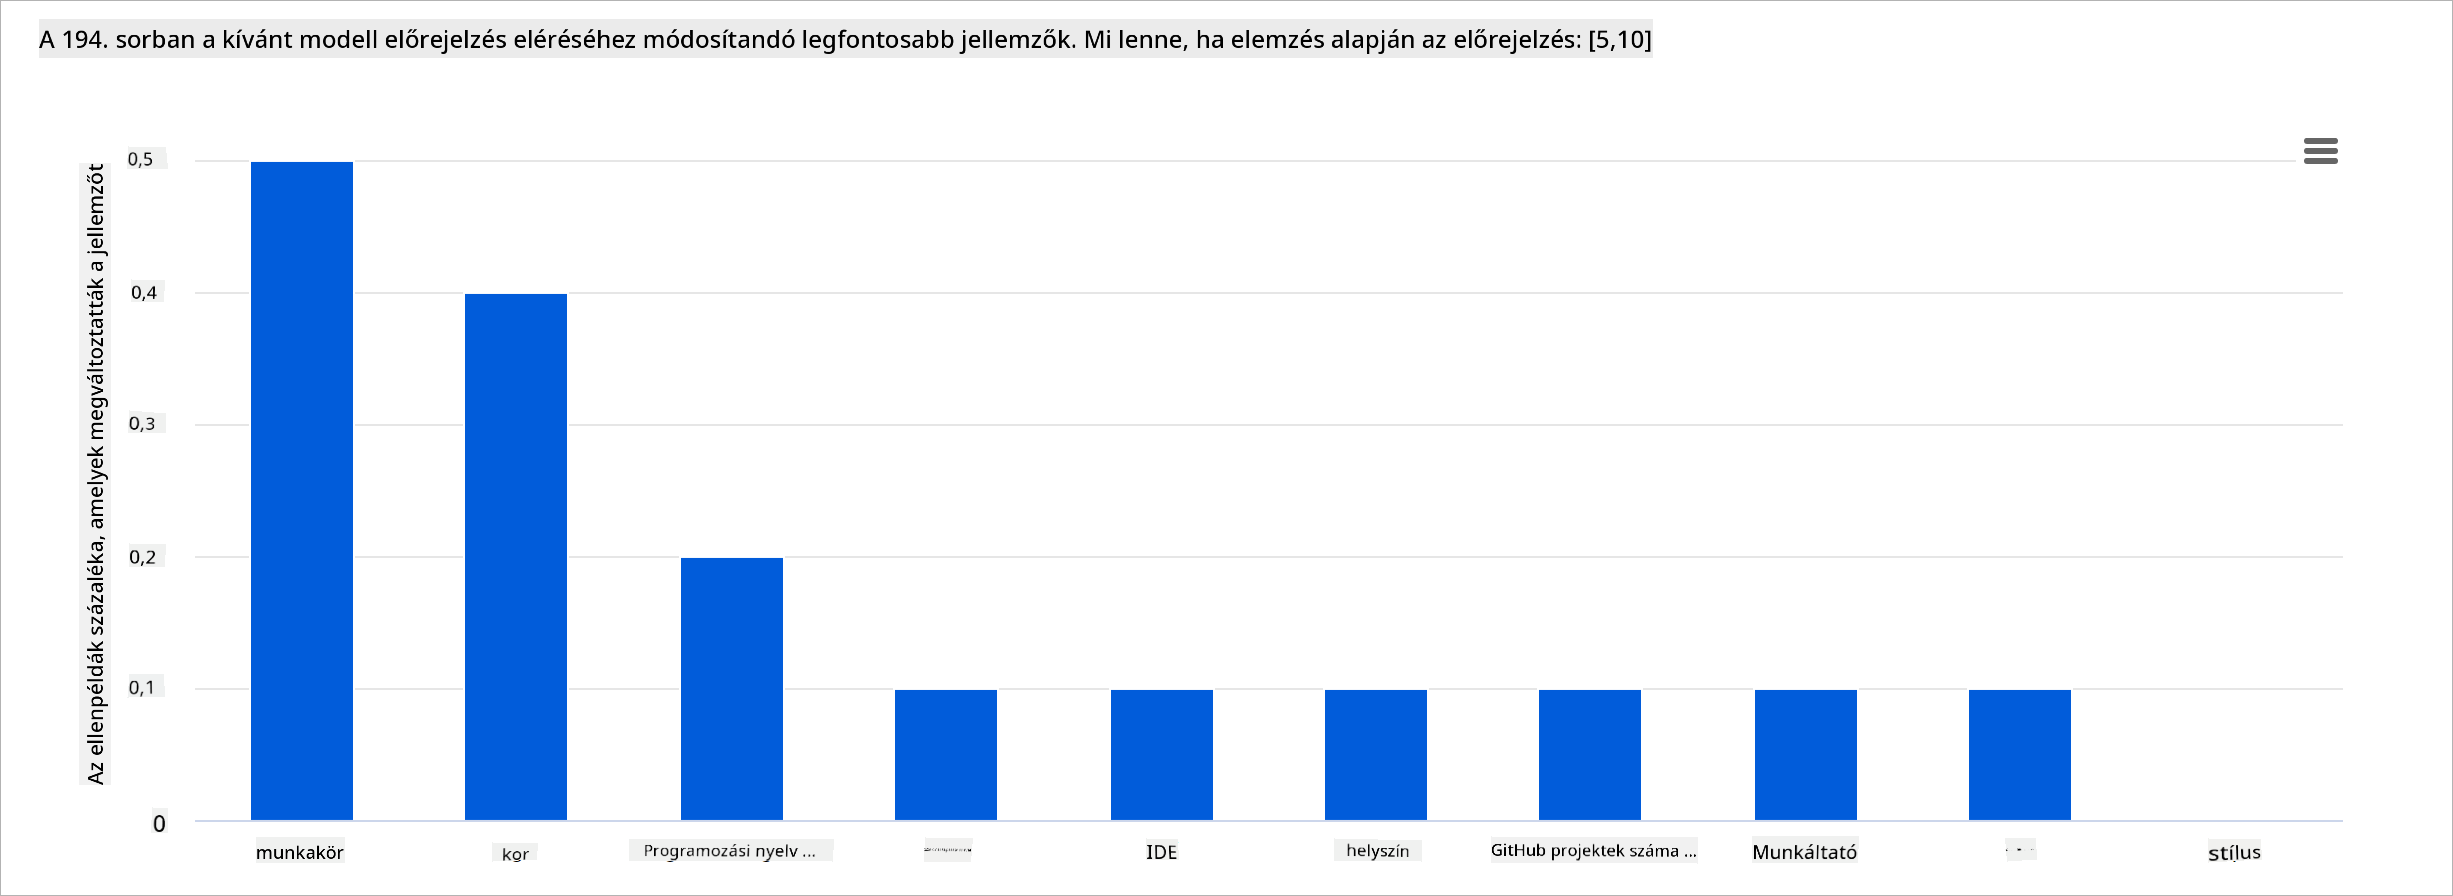 A 194. sorban a kívánt modell előrejelzés eléréséhez módosítandó legfontosabb jellemzők. Mi lenne, ha elemzés alapján az előrejelzés: [5,10]
Az ellenpéldák százaléka, amelyek megváltoztatták a jellemzőt
0,5
0,4
0,3
0,2
0,1
0
munkakör
kor
Programozási nyelv ...
IDE
helyszín
GitHub projektek száma ...
Munkáltató
stílus